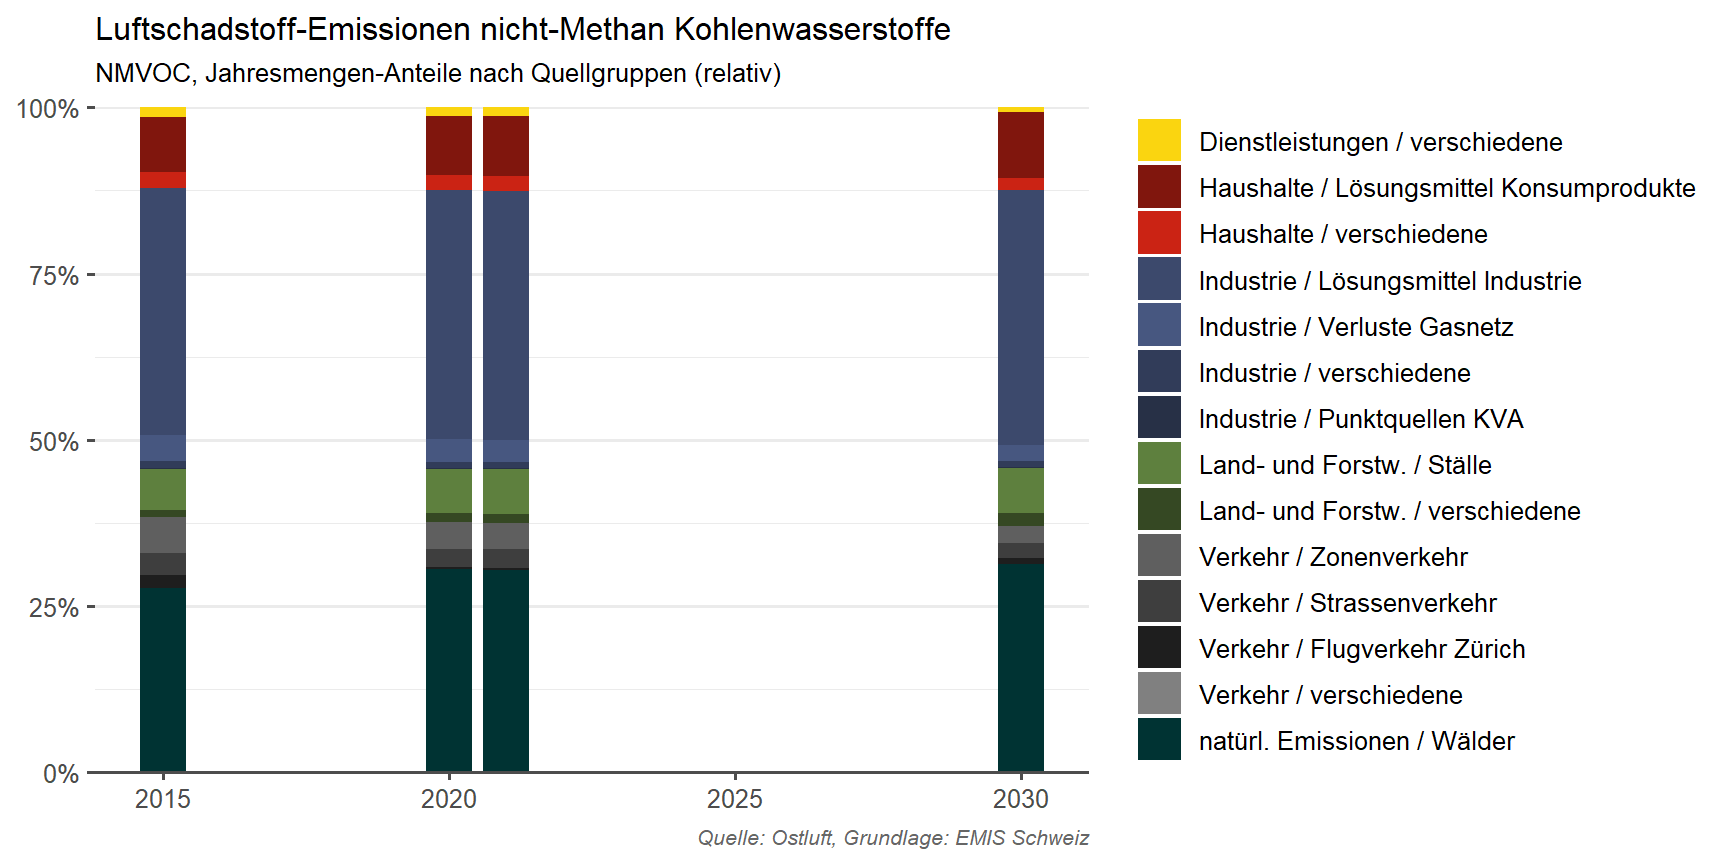 Luftschadstoff-Emissionen nicht-Methan Kohlenwasserstoffe
NMVOC, Jahresmengen-Anteile nach Quellgruppen (relativ)
100%
75%
50%
25%
0%
2015
2020
2025
2030
Dienstleistungen / verschiedene
Haushalte / Lösungsmittel Konsumprodukte
Haushalte / verschiedene
Industrie / Lösungsmittel Industrie
Industrie / Verluste Gasnetz
Industrie / verschiedene
Industrie / Punktquellen KVA
Land- und Forstw. / Ställe
Land- und Forstw. / verschiedene
Verkehr / Zonenverkehr
Verkehr / Strassenverkehr
Verkehr / Flugverkehr Zürich
Verkehr / verschiedene
natürl. Emissionen / Wälder
Quelle: Ostluft, Grundlage: EMIS Schweiz